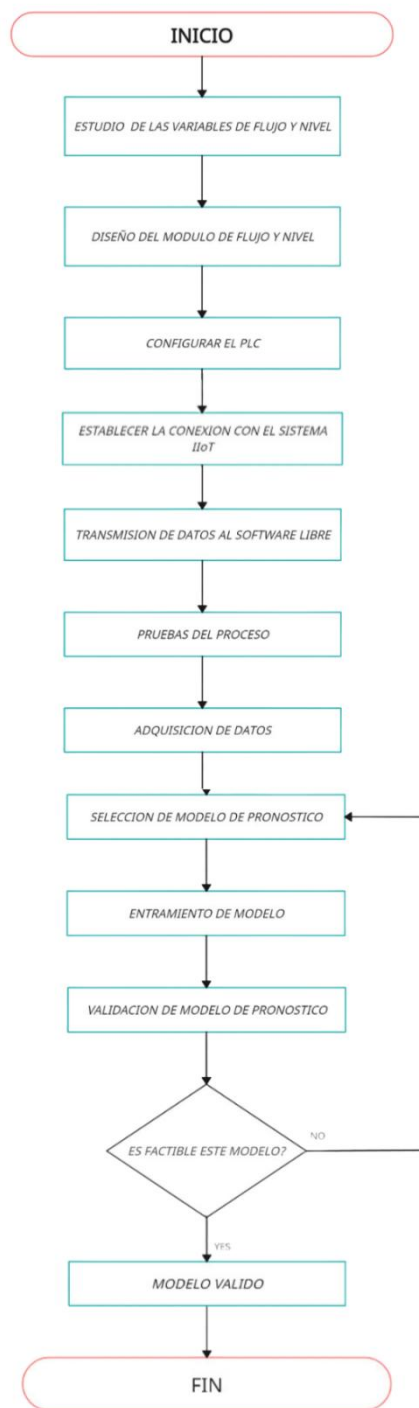 INICIO
ESTUDIO DE LAS VARIABLES DE FLUJO Y NIVEL
DISEÑO DEL MODULO DE FLUJO Y NIVEL
CONFIGURAR EL PLC
ESTABLECER LA CONEXION CON EL SISTEMA
IIoT
TRANSMISION DE DATOS AL SOFTWARE LIBRE
PRUEBAS DEL PROCESO
ADQUISICION DE DATOS
SELECCION DE MODELO DE PRONOSTICO
ENTRAMIENTO DE MODELO
VALIDACION DE MODELO DE PRONOSTICO
ES FACTIBLE ESTE MODELO?
NO
YES
MODELO VALIDO
FIN